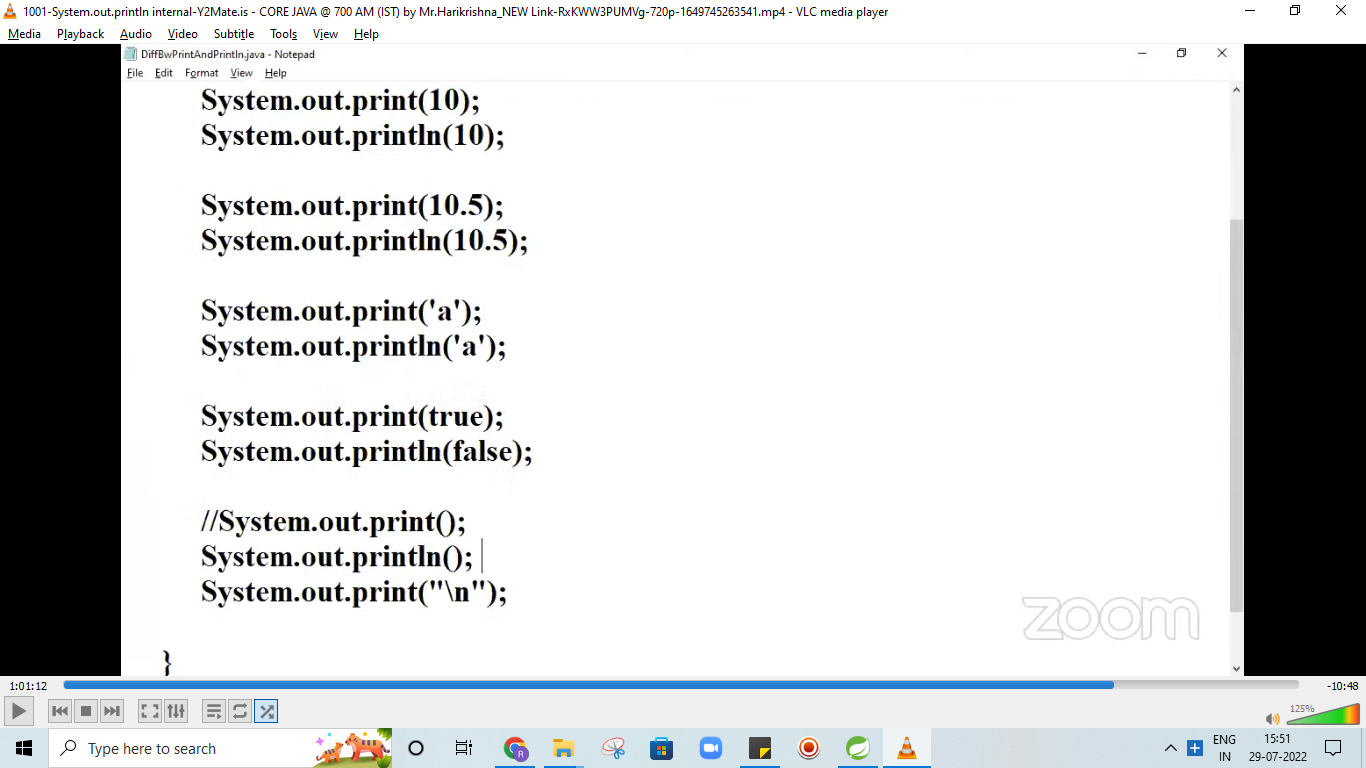 1001-System.out.println internal-Y2Mate.is - CORE JAVA @ 700 AM (IST) by Mr.Harikrishna_NEW Link-RxKWW3PUMVg-720p-1649745263541.mp4 - VLC media player
Media Playback Audio Video Subtitle Tools View Help
DiffBwPrintAndPrintln.java - Notepad
File Edit Format View Help
System.out.print(10);
System.out.println(10);
System.out.print(10.5);
System.out.println(10.5);
System.out.print('a');
System.out.println('a');
System.out.print(true);
System.out.println(false);
//System.out.print();
System.out.println();
System.out.print("\n");
zoom
}
1:01:12 -10:48
125%
Type here to search
R
ENG 15:51
IN 29-07-2022